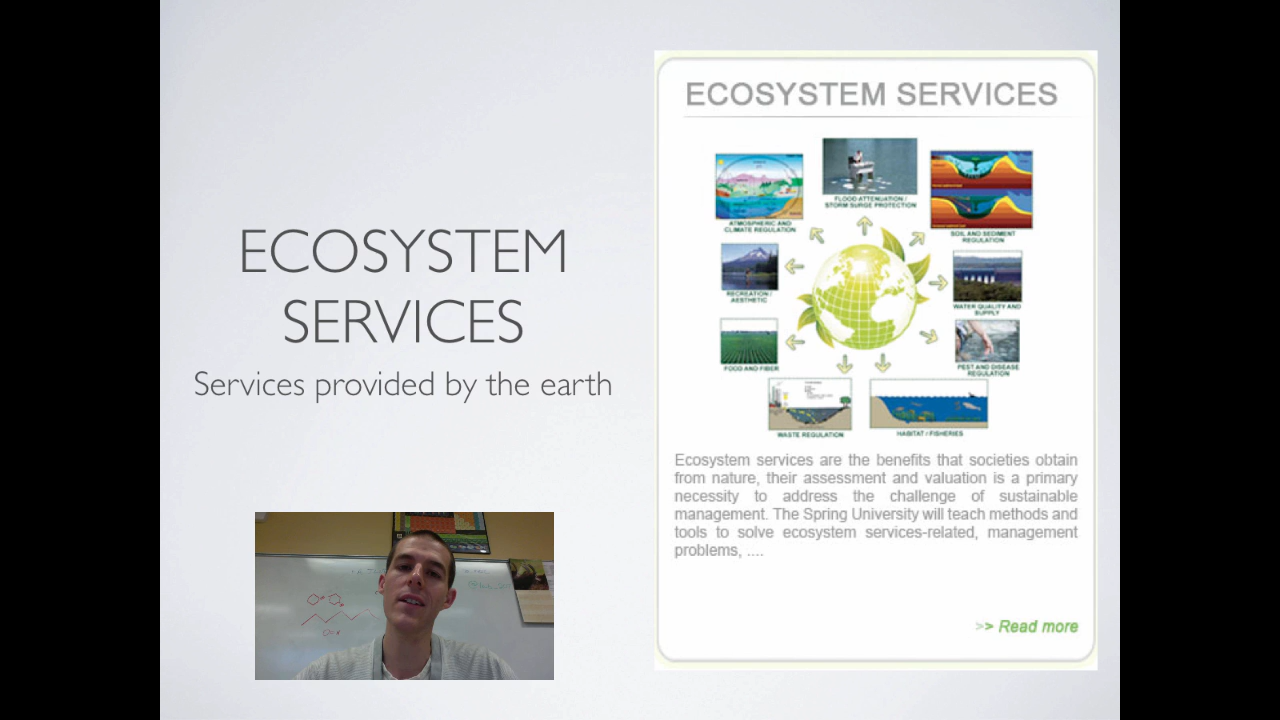 ECOSYSTEM
SERVICES
Services provided by the earth
ECOSYSTEM SERVICES
FLOOD ATTENUATION /
STORM SURGE PROTECTION
ATMOSPHERIC AND
CLIMATE REGULATION
SOIL AND SEDIMENT
REGULATION
RECREATION /
AESTHETIC
WATER QUALITY AND
SUPPLY
FOOD AND FIBER
PEST AND DISEASE
REGULATION
WASTE REGULATION
HABITAT / FISHERIES
Ecosystem services are the benefits that societies obtain
from nature, their assessment and valuation is a primary
necessity to address the challenge of sustainable
management. The Spring University will teach methods and
tools to solve ecosystem services-related, management
problems, ....
>> Read more